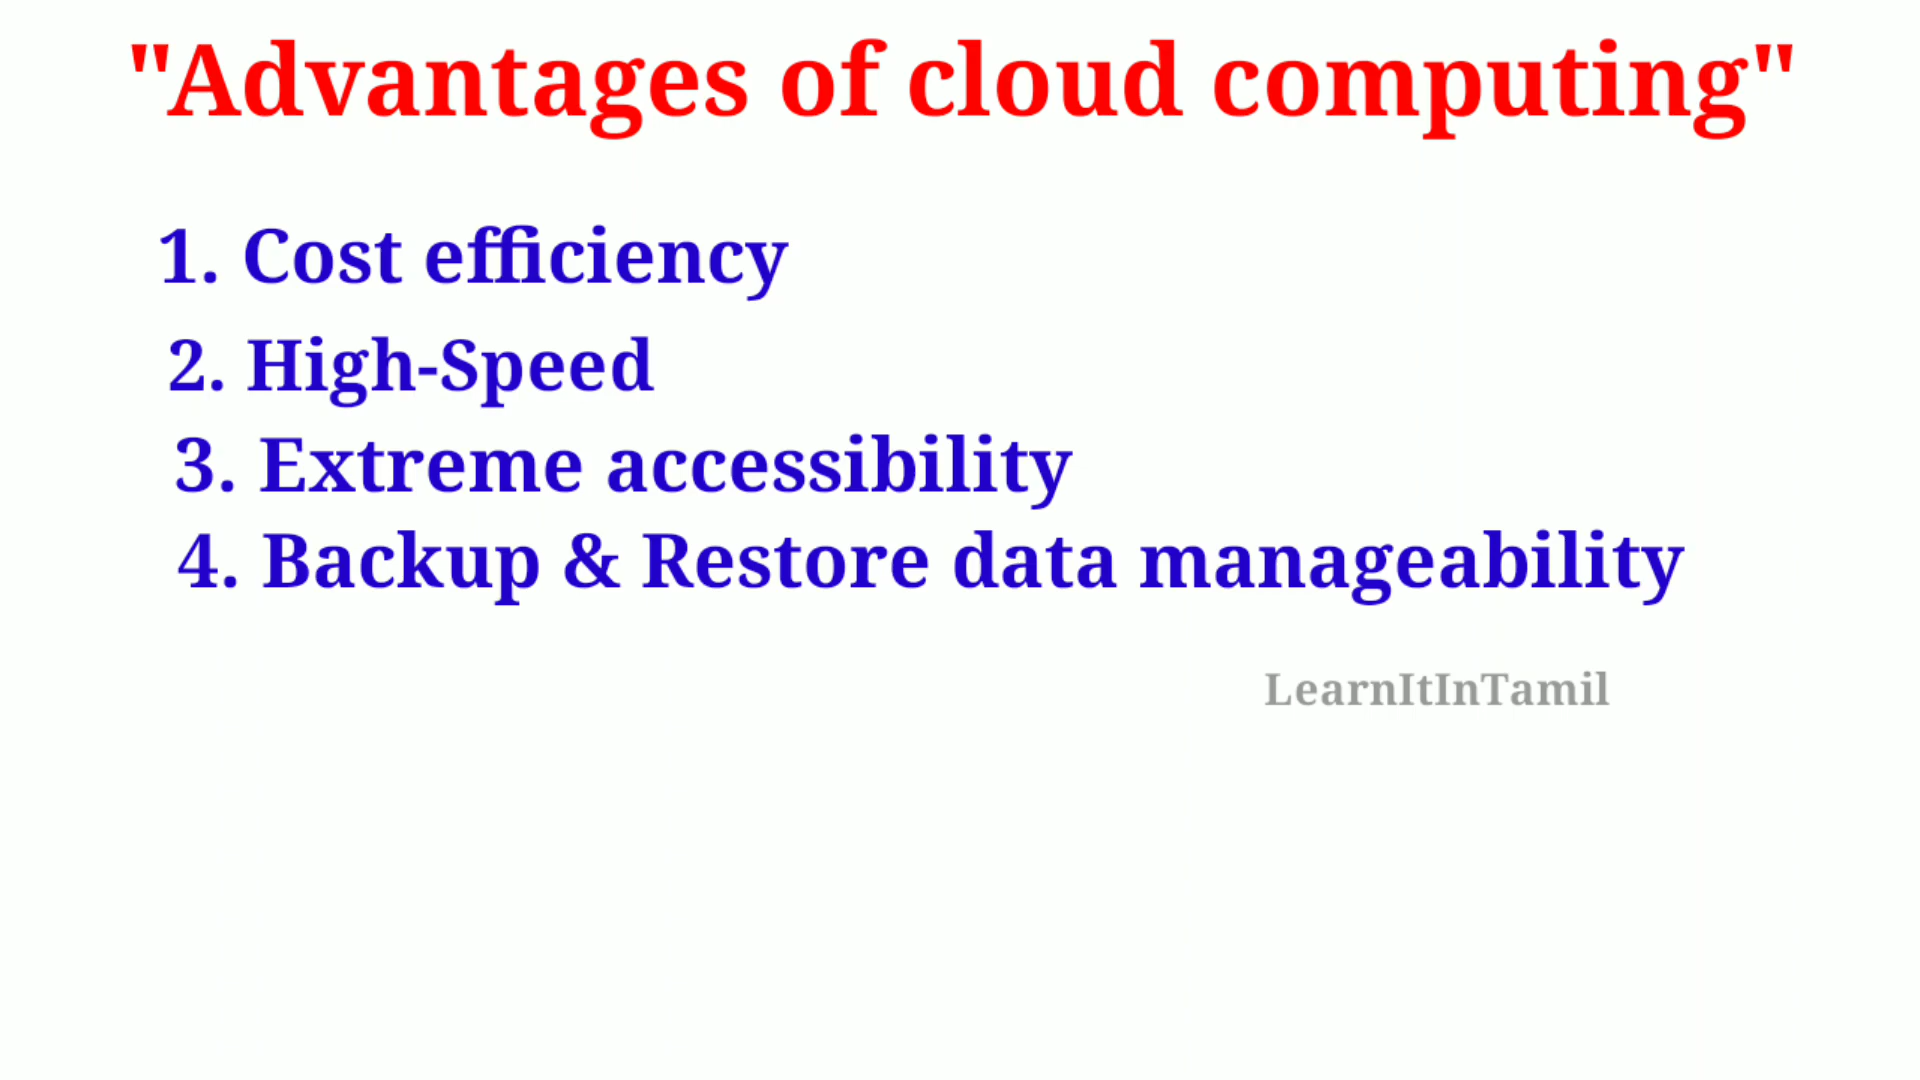 "Advantages of cloud computing"
1. Cost efficiency
2. High-Speed
3. Extreme accessibility
4. Backup & Restore data manageability
LearnItInTamil